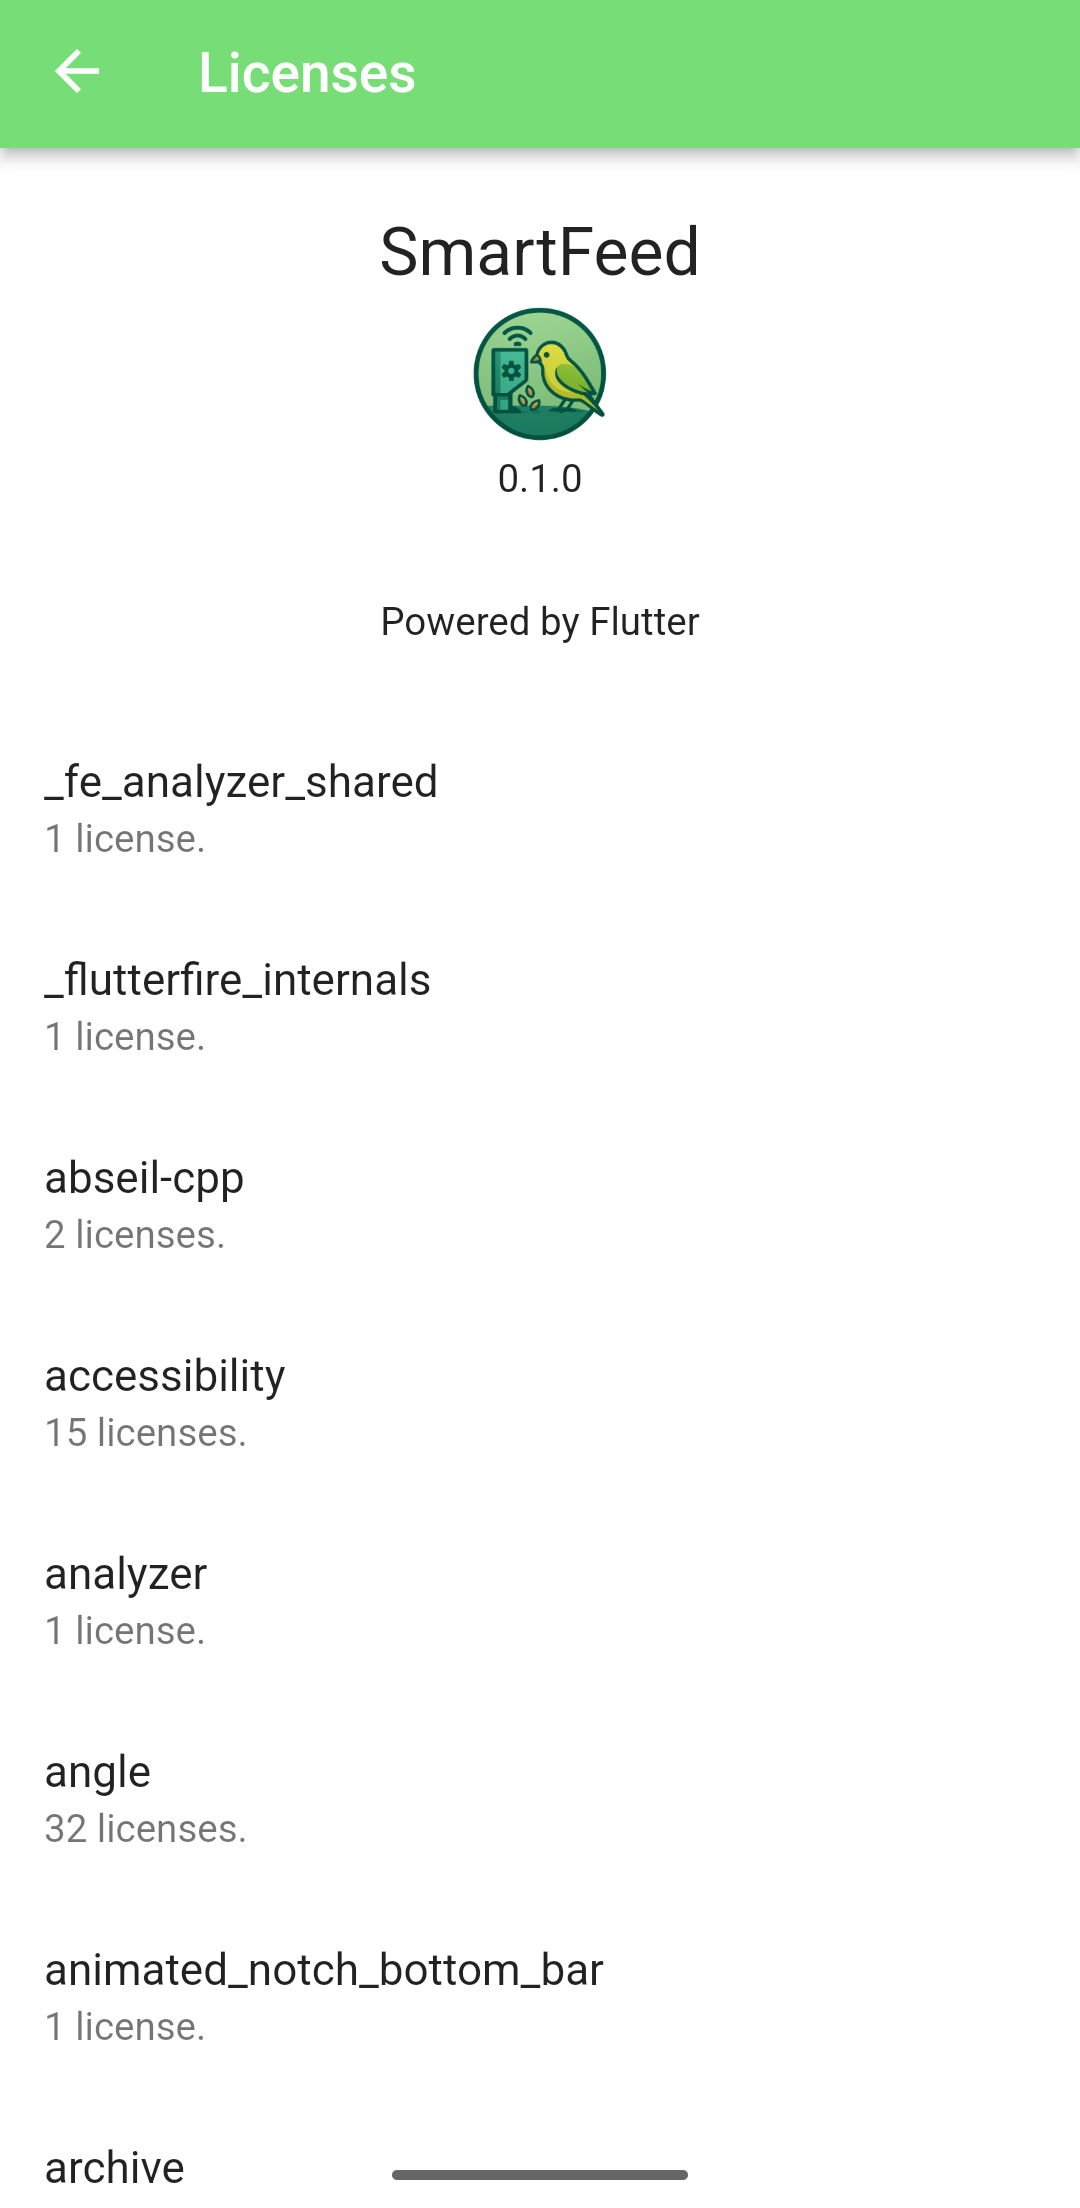 Licenses
SmartFeed
0.1.0
Powered by Flutter
_fe_analyzer_shared
1 license.
_flutterfire_internals
1 license.
abseil-cpp
2 licenses.
accessibility
15 licenses.
analyzer
1 license.
angle
32 licenses.
animated_notch_bottom_bar
1 license.
archive